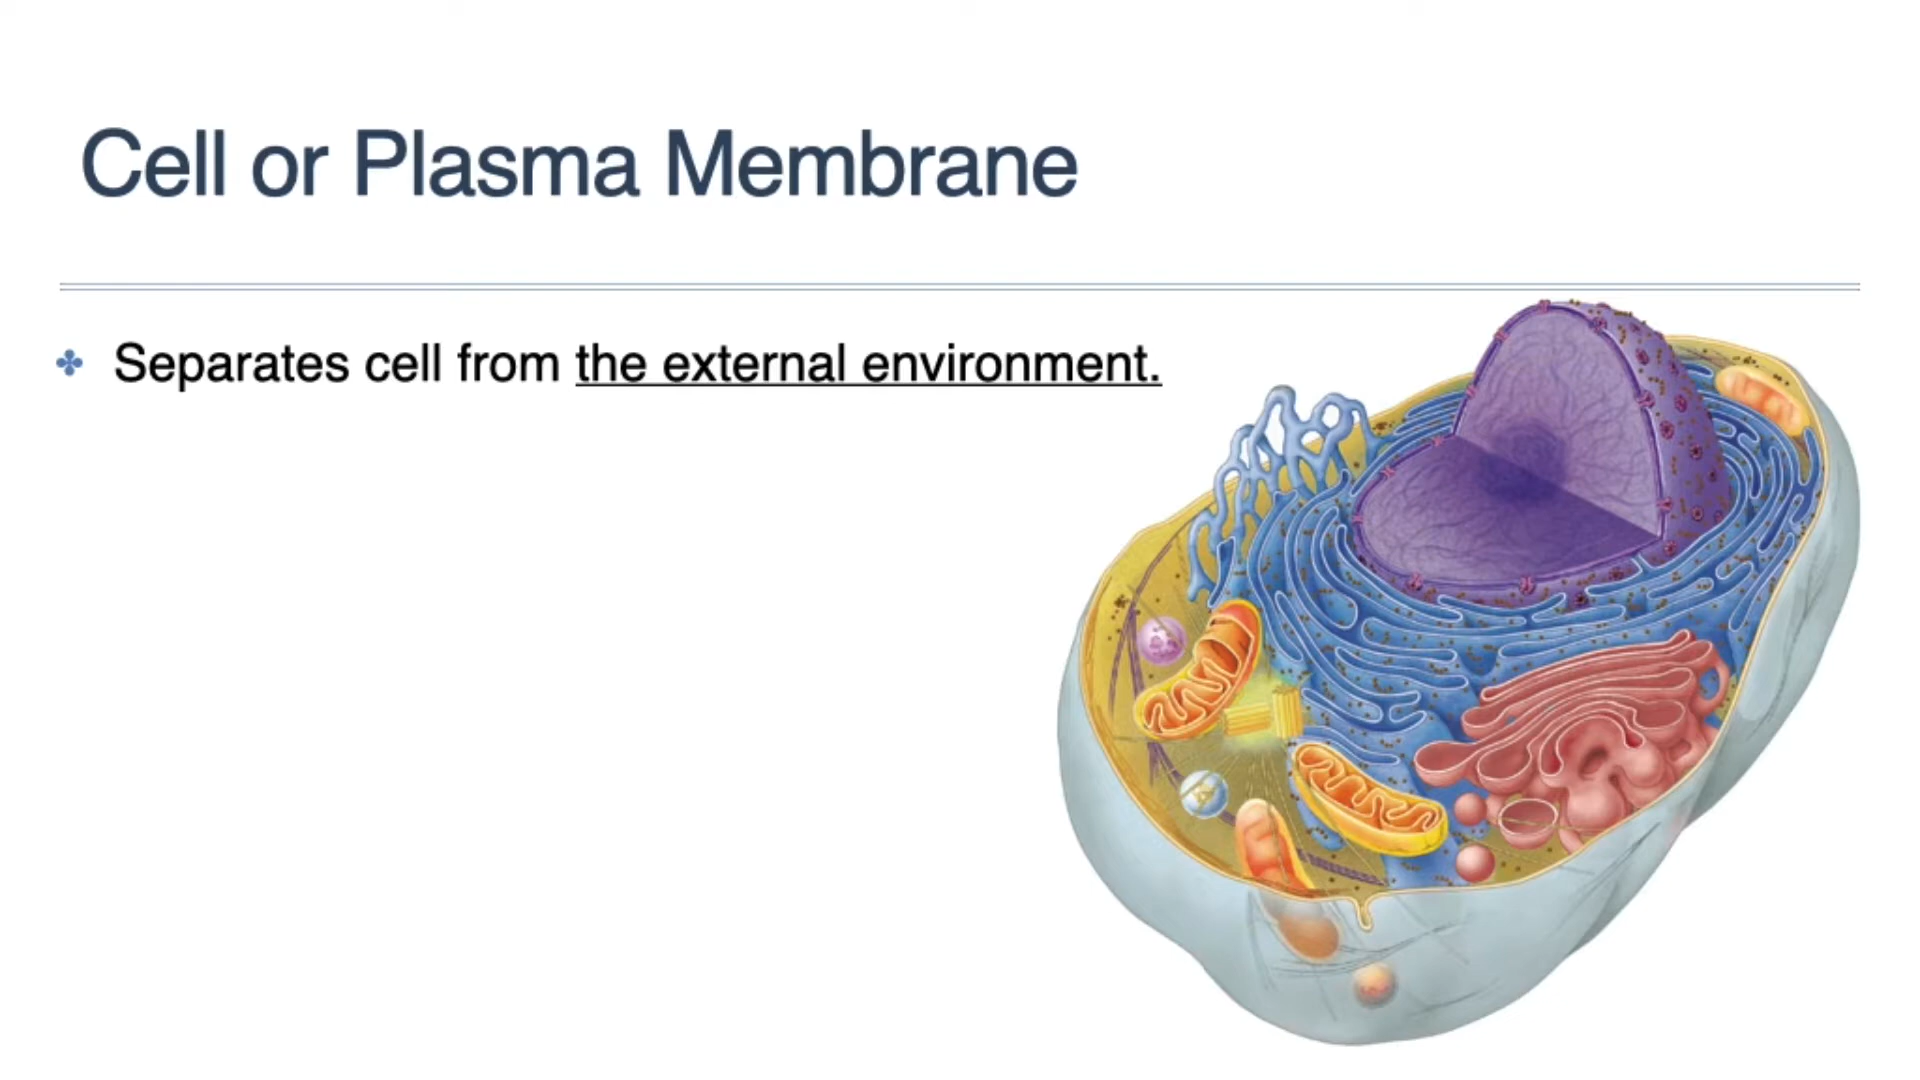 Cell or Plasma Membrane
Separates cell from the external environment.